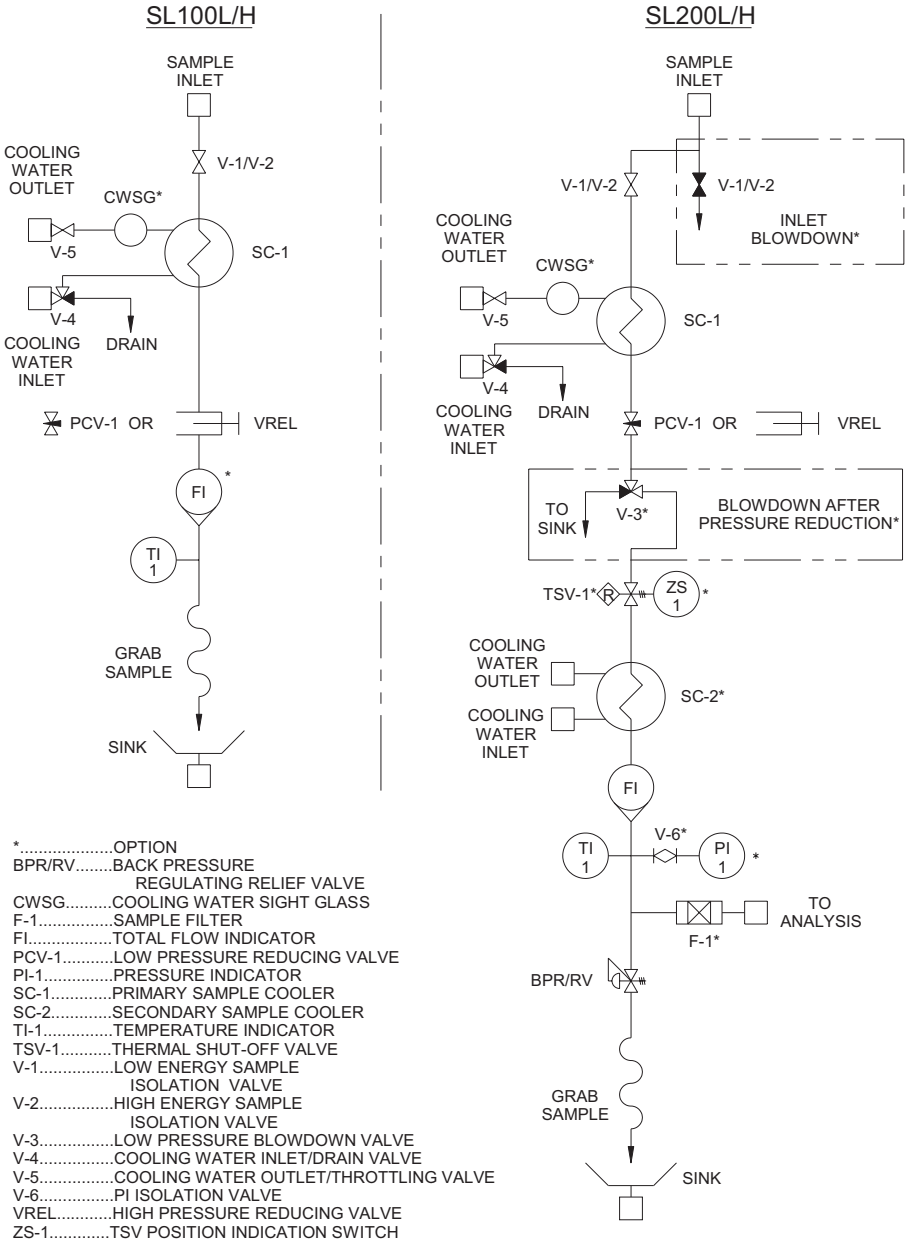 SL100L/H
SAMPLE
INLET
V-1/V-2
COOLING
WATER
OUTLET
CWSG*
V-5
SC-1
V-4
COOLING
WATER
INLET
DRAIN
PCV-1 OR
VREL
FI
*
TI
1
GRAB
SAMPLE
SINK
SL200L/H
SAMPLE
INLET
V-1/V-2
V-1/V-2
INLET
BLOWDOWN*
COOLING
WATER
OUTLET
CWSG*
V-5
SC-1
V-4
COOLING
WATER
INLET
DRAIN
PCV-1 OR
VREL
TO
SINK
V-3*
BLOWDOWN AFTER
PRESSURE REDUCTION*
TSV-1*
R
ZS
1
*
COOLING
WATER
OUTLET
SC-2*
COOLING
WATER
INLET
FI
TI
1
V-6*
PI
1
*
F-1*
TO
ANALYSIS
BPR/RV
GRAB
SAMPLE
SINK
*....................OPTION
BPR/RV........BACK PRESSURE
REGULATING RELIEF VALVE
CWSG..........COOLING WATER SIGHT GLASS
F-1................SAMPLE FILTER
FI..................TOTAL FLOW INDICATOR
PCV-1...........LOW PRESSURE REDUCING VALVE
PI-1...............PRESSURE INDICATOR
SC-1.............PRIMARY SAMPLE COOLER
SC-2.............SECONDARY SAMPLE COOLER
TI-1...............TEMPERATURE INDICATOR
TSV-1...........THERMAL SHUT-OFF VALVE
V-1................LOW ENERGY SAMPLE
ISOLATION VALVE
V-2................HIGH ENERGY SAMPLE
ISOLATION VALVE
V-3................LOW PRESSURE BLOWDOWN VALVE
V-4................COOLING WATER INLET/DRAIN VALVE
V-5................COOLING WATER OUTLET/THROTTLING VALVE
V-6................PI ISOLATION VALVE
VREL............HIGH PRESSURE REDUCING VALVE
ZS-1.............TSV POSITION INDICATION SWITCH